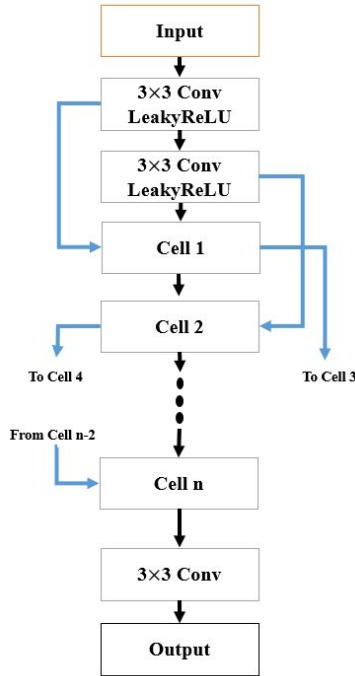 Input
3×3 Conv
LeakyReLU
3×3 Conv
LeakyReLU
Cell 1
Cell 2
To Cell 4
To Cell 3
From Cell n-2
Cell n
3×3 Conv
Output